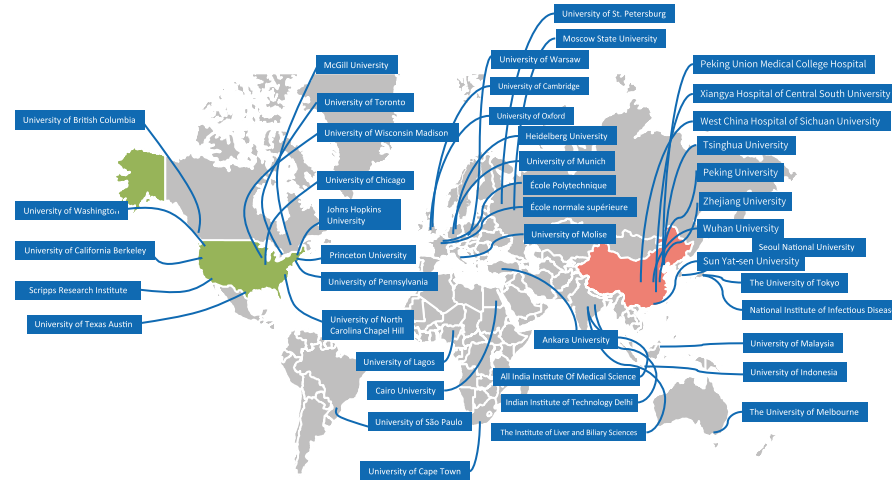 University of St. Petersburg
Moscow State University
McGill University
University of Warsaw
Peking Union Medical College Hospital
University of Cambridge
Xiangya Hospital of Central South University
University of Toronto
University of British Columbia
University of Oxford
West China Hospital of Sichuan University
University of Wisconsin Madison
Heidelberg University
Tsinghua University
University of Munich
Peking University
University of Chicago
École Polytechnique
Zhejiang University
University of Washington
Johns Hopkins
University
École normale supérieure
Wuhan University
University of Molise
Seoul National University
University of California Berkeley
Princeton University
Sun Yat-sen University
University of Pennsylvania
The University of Tokyo
Scripps Research Institute
National Institute of Infectious Diseas
University of Texas Austin
University of North
Carolina Chapel Hill
Ankara University
University of Malaysia
University of Lagos
All India Institute Of Medical Science
University of Indonesia
Cairo University
Indian Institute of Technology Delhi
University of São Paulo
The University of Melbourne
The Institute of Liver and Biliary Sciences
University of Cape Town